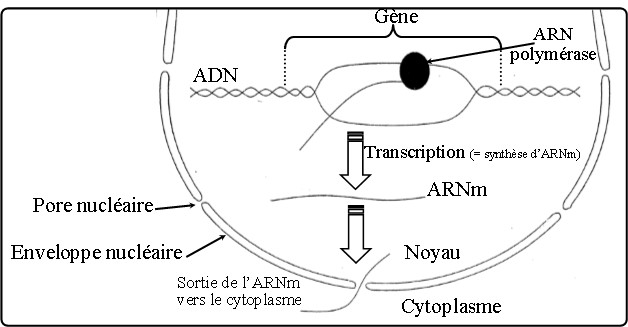 Gène
ARN
polymérase
ADN
Transcription (= synthèse d'ARNm)
ARNm
Pore nucléaire
Enveloppe nucléaire
Noyau
Sortie de l'ARNm
vers le cytoplasme
Cytoplasme